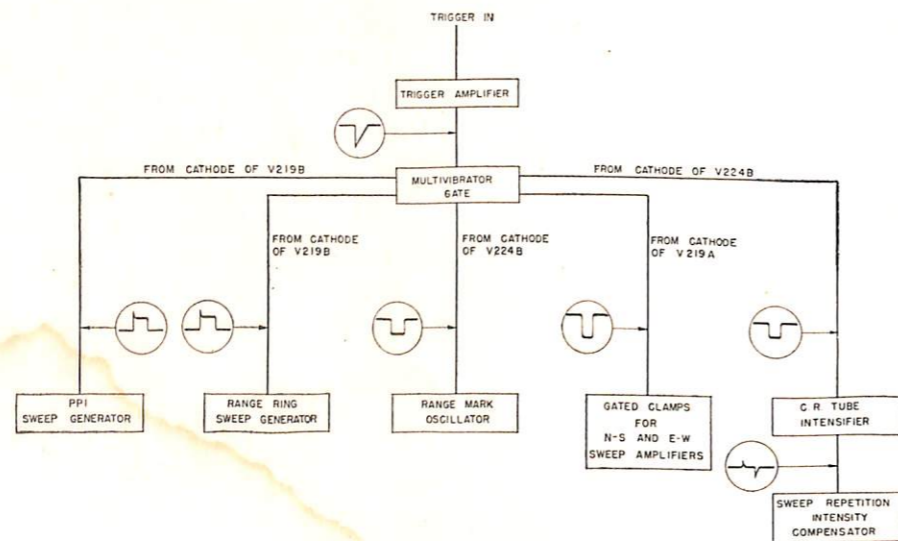 TRIGGER IN
TRIGGER AMPLIFIER
FROM CATHODE OF V219B
MULTIVIBRATOR
GATE
FROM CATHODE OF V224B
FROM CATHODE
OF V219B
FROM CATHODE
OF V224B
FROM CATHODE
OF V219A
PPI
SWEEP GENERATOR
RANGE RING
SWEEP GENERATOR
RANGE MARK
OSCILLATOR
GATED CLAMPS
FOR
N-S AND E-W
SWEEP AMPLIFIERS
C.R. TUBE
INTENSIFIER
SWEEP REPETITION
INTENSITY
COMPENSATOR